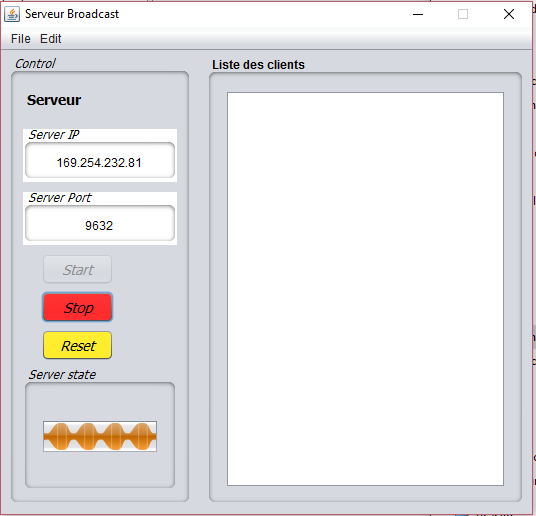 Serveur Broadcast
File Edit
Control
Serveur
Server IP
169.254.232.81
Server Port
9632
Start
Stop
Reset
Server state
Liste des clients